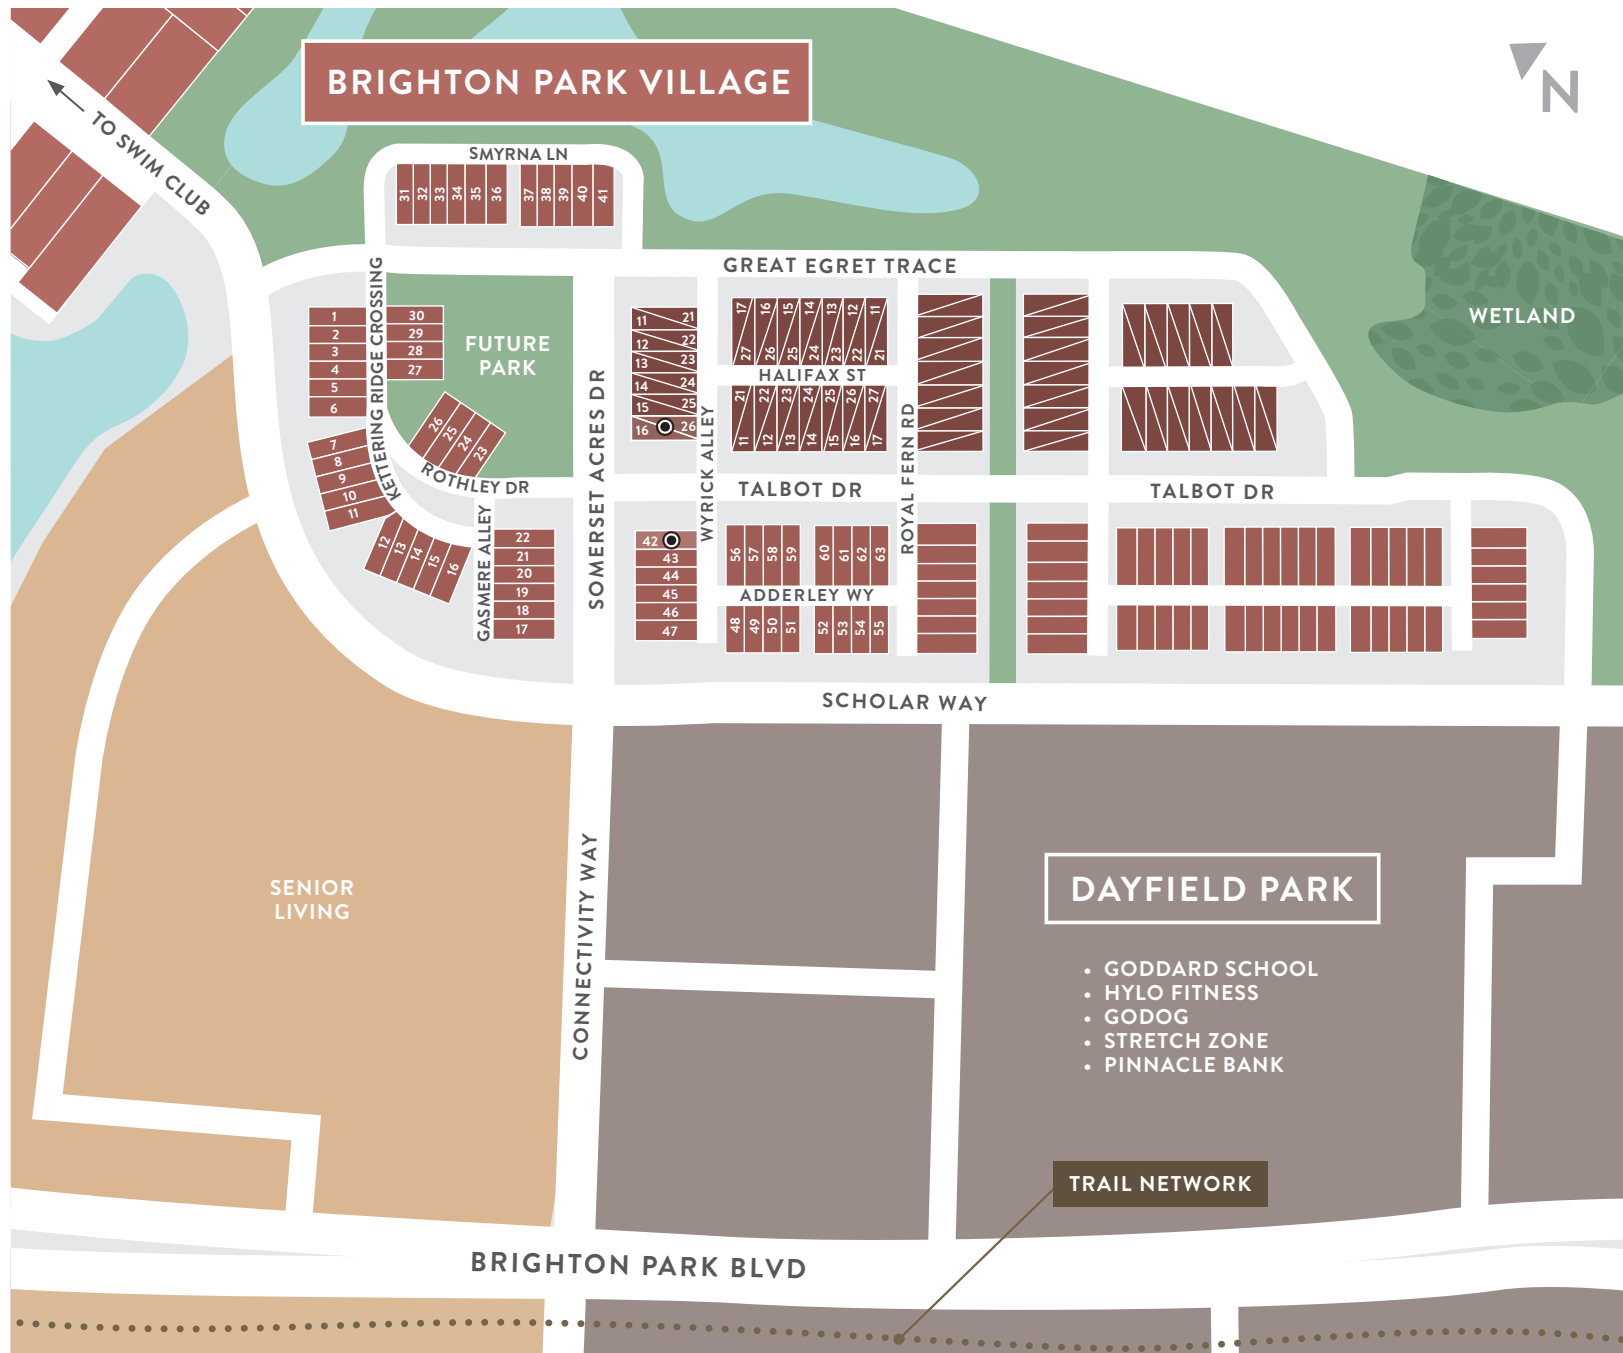 BRIGHTON PARK VILLAGE
N
TO SWIM CLUB
SMYRNA LN
31 32 33 34 35 36 37 38 39 40 41
GREAT EGRET TRACE
WETLAND
KETTERING RIDGE CROSSING
1
2
3
4
5
6
7
8
9
10
11
12 13 14 15 16
30
29
28
27
FUTURE
PARK
26 25 24 23
ROTHLEY DR
GASMERE ALLEY
22
21
20
19
18
17
SOMERSET ACRES DR
11 21
12 22
13 23
14 24
15 25
16 26
WYRICK ALLEY
17 16 15 14 13 12 11
27 26 25 24 23 22 21
HALIFAX ST
21 22 23 24 25 26 27
11 12 13 14 15 16 17
ROYAL FERN RD
TALBOT DR
TALBOT DR
42
43
44
45
46
47
56 57 58 59 60 61 62 63
ADDERLEY WY
48 49 50 51 52 53 54 55
SCHOLAR WAY
SENIOR
LIVING
CONNECTIVITY WAY
DAYFIELD PARK
• GODDARD SCHOOL
• HYLO FITNESS
• GODOG
• STRETCH ZONE
• PINNACLE BANK
TRAIL NETWORK
BRIGHTON PARK BLVD